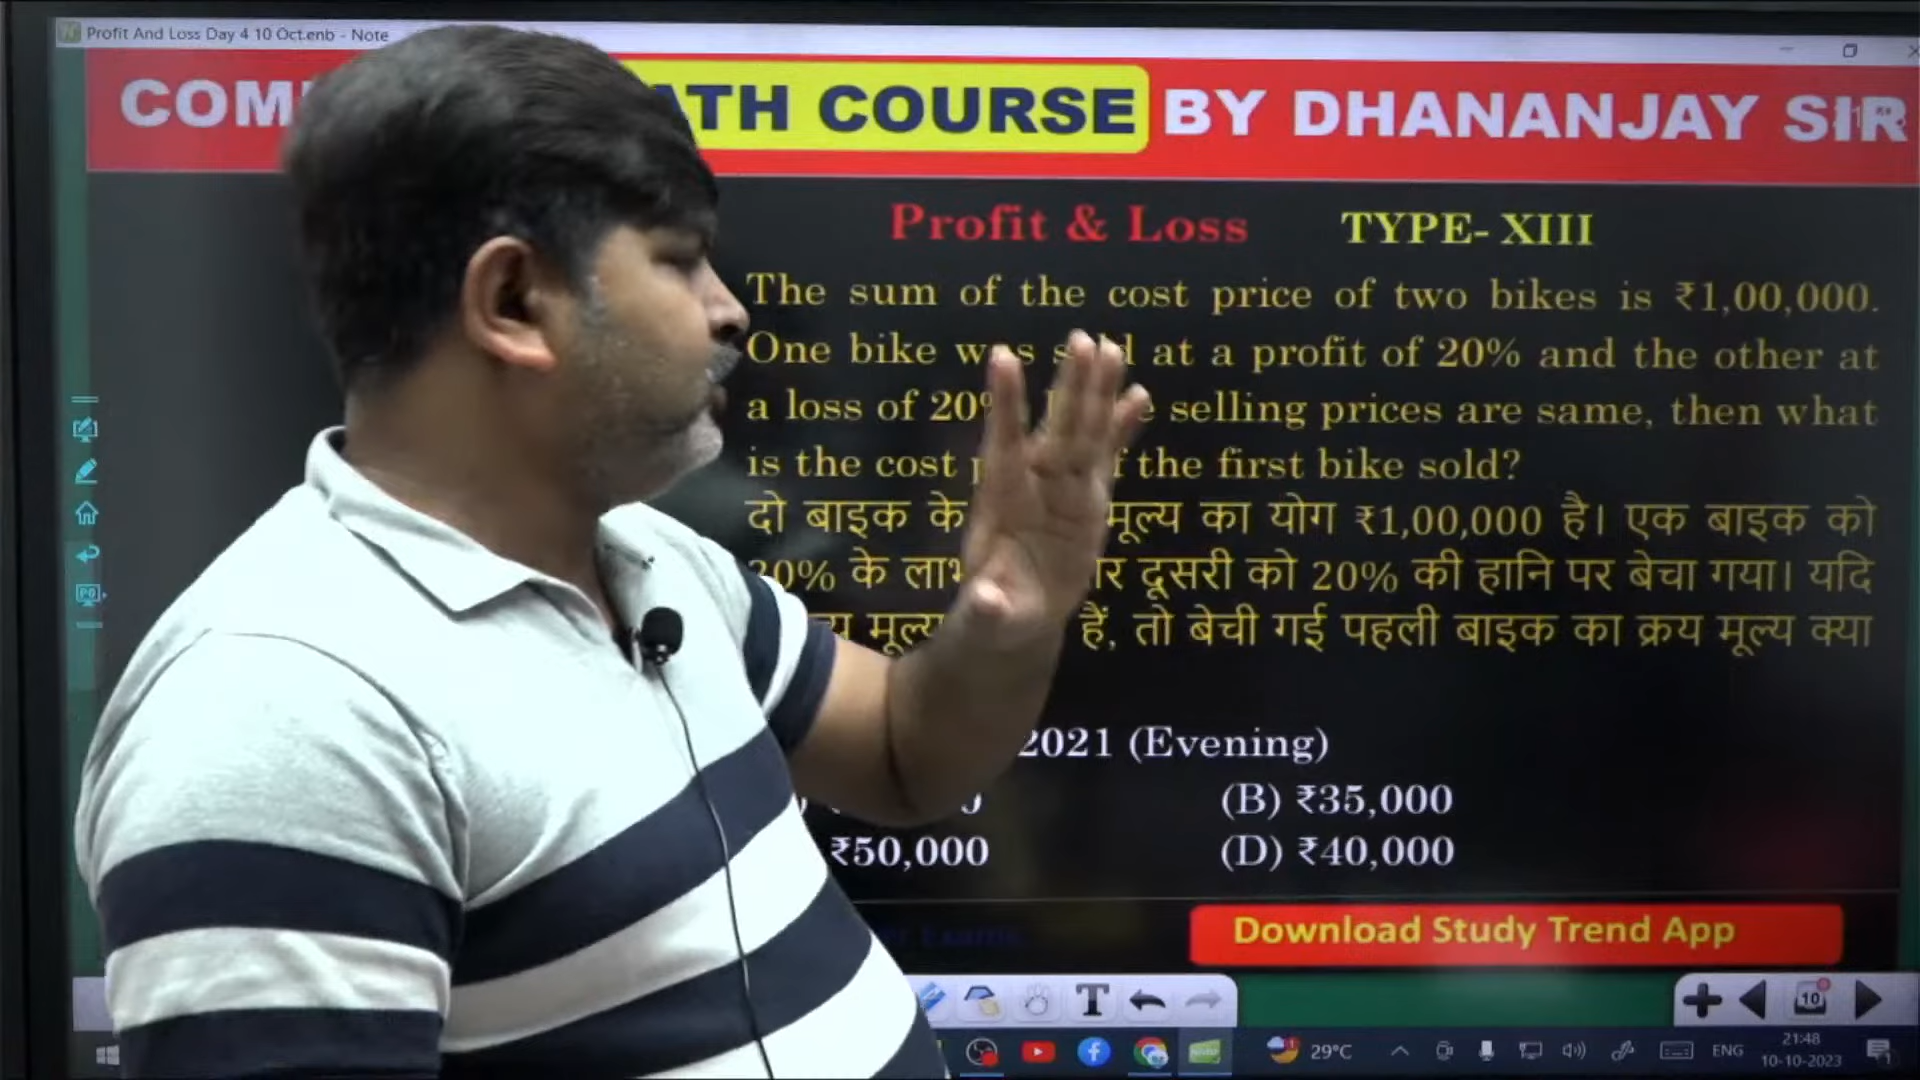 Profit And Loss Day 4 10 Oct.enb - Note
COURSE BY DHANANJAY SIR
Profit & Loss TYPE- XIII
The sum of the cost price of two bikes is ₹1,00,000.
One bike was sold at a profit of 20% and the other at
a loss of 20% selling prices are same, then what
is the cost of the first bike sold?
दो बाइक के मूल्य का योग ₹1,00,000 है। एक बाइक को
के दूसरी को 20% की हानि पर बेचा गया। यदि
मूल्य हैं, तो बेची गई पहली बाइक का क्रय मूल्य क्या
2021 (Evening)
(B) ₹35,000
₹50,000 (D) ₹40,000
Download Study Trend App
T
10
29°C ENG 21:48
10-10-2023